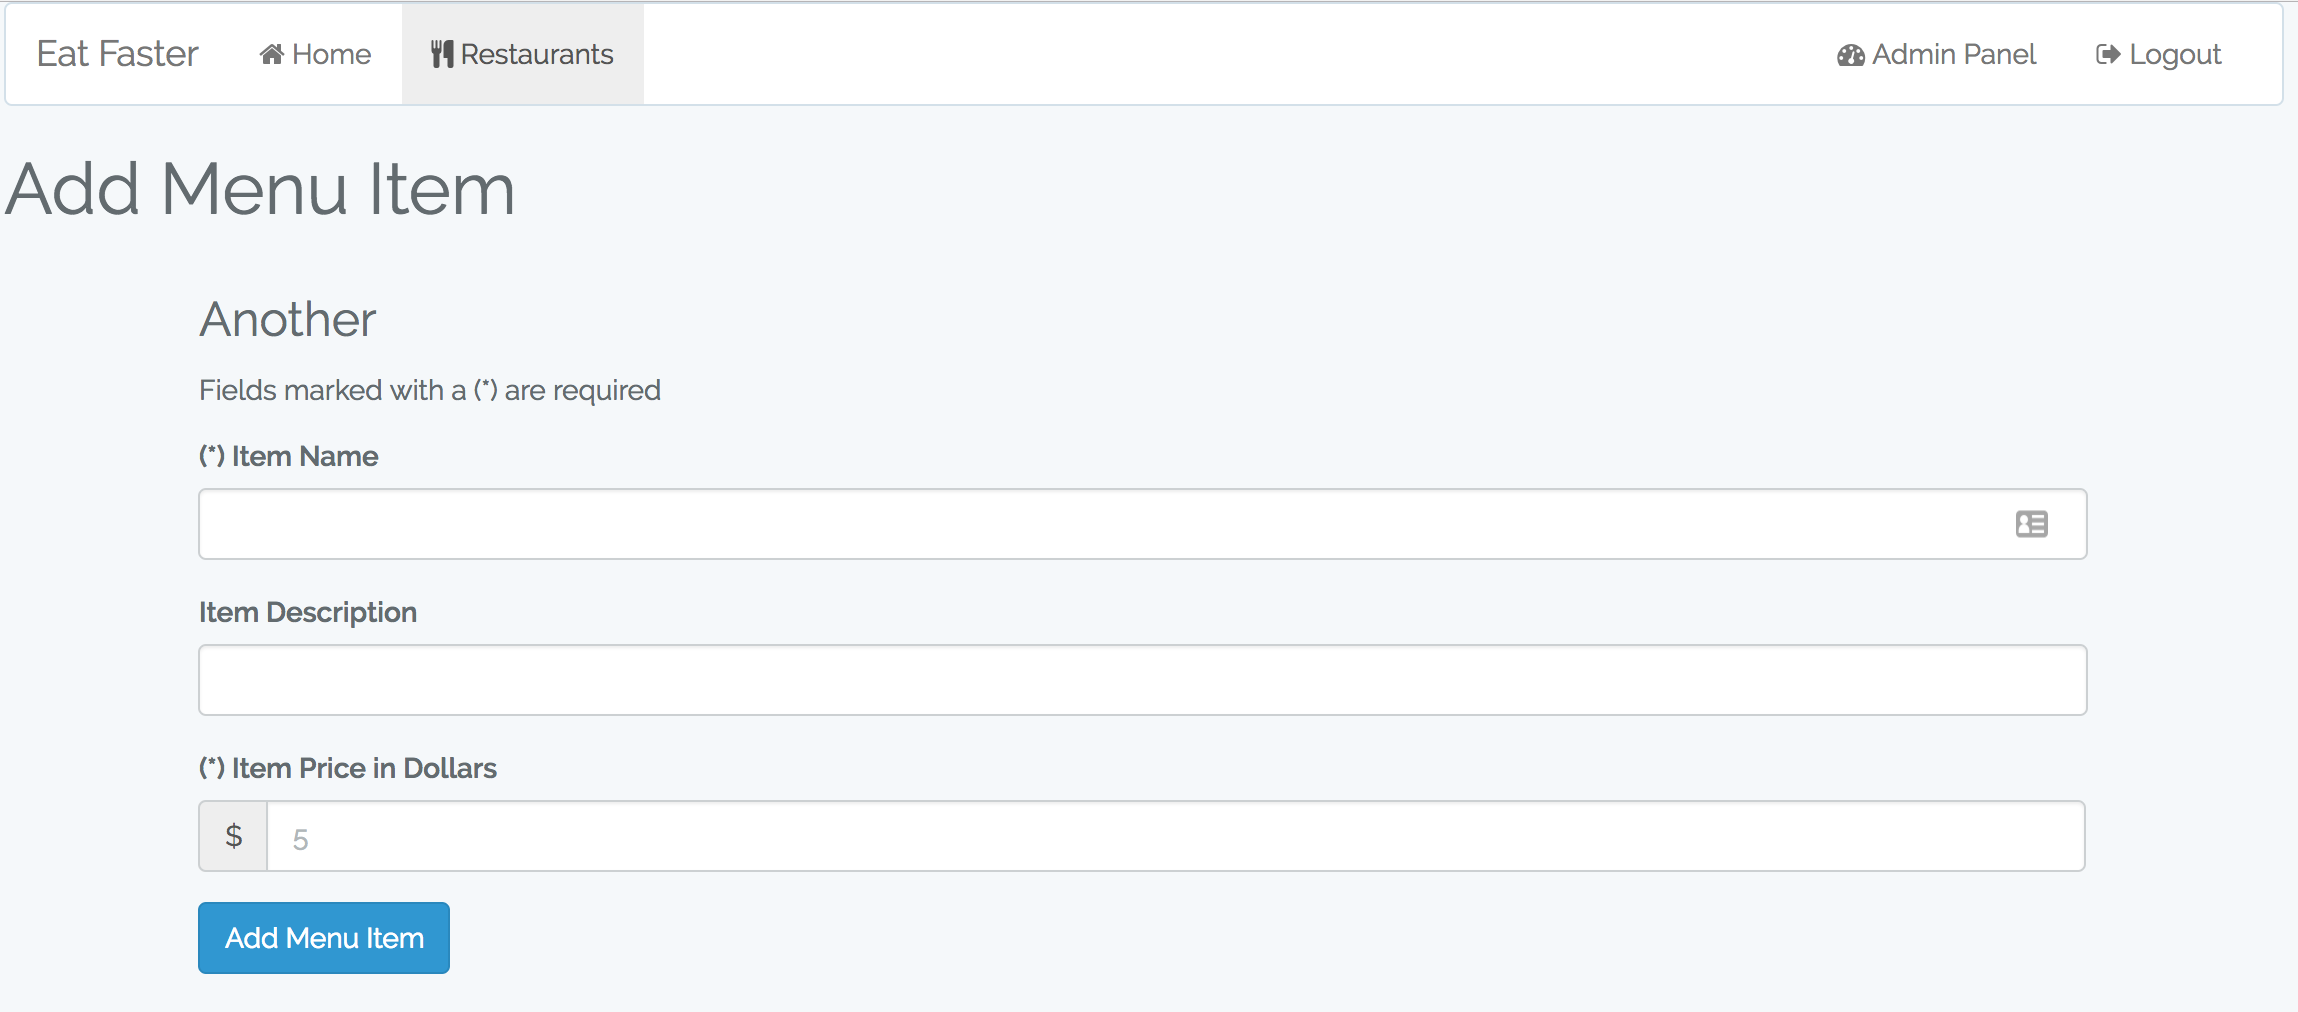 Eat Faster Home Restaurants Admin Panel Logout
Add Menu Item
Another
Fields marked with a (*) are required
(*) Item Name
Item Description
(*) Item Price in Dollars
$ 5
Add Menu Item